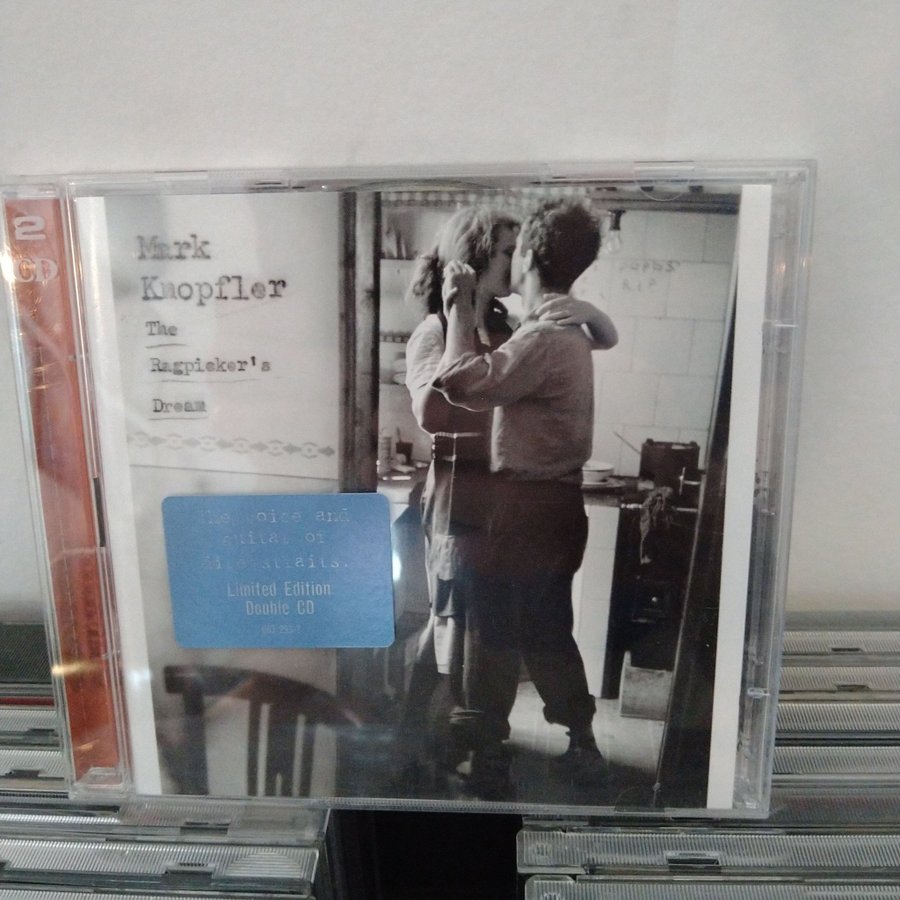 2
CD
Mark
Knopfler
The
Ragpicker's
Dream
The voice and
guitar of
dire straits.
Limited Edition
Double CD